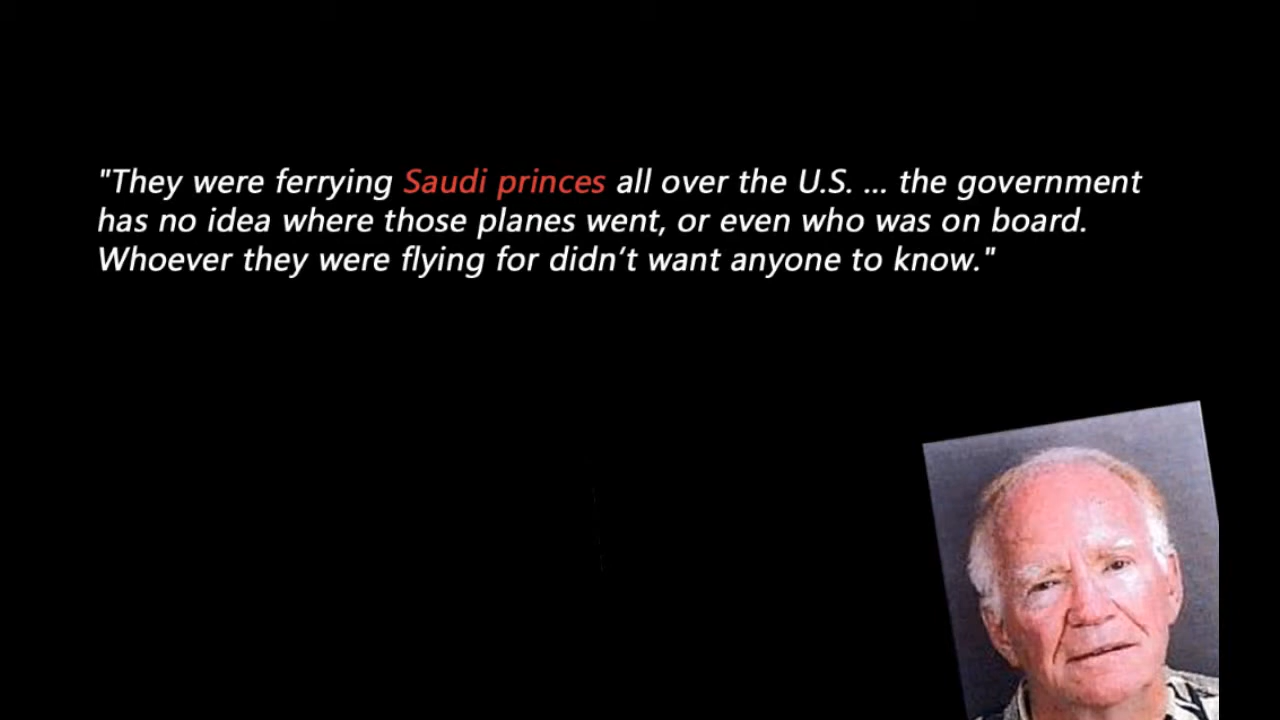 "They were ferrying Saudi princes all over the U.S. ... the government
has no idea where those planes went, or even who was on board.
Whoever they were flying for didn‘t want anyone to know."